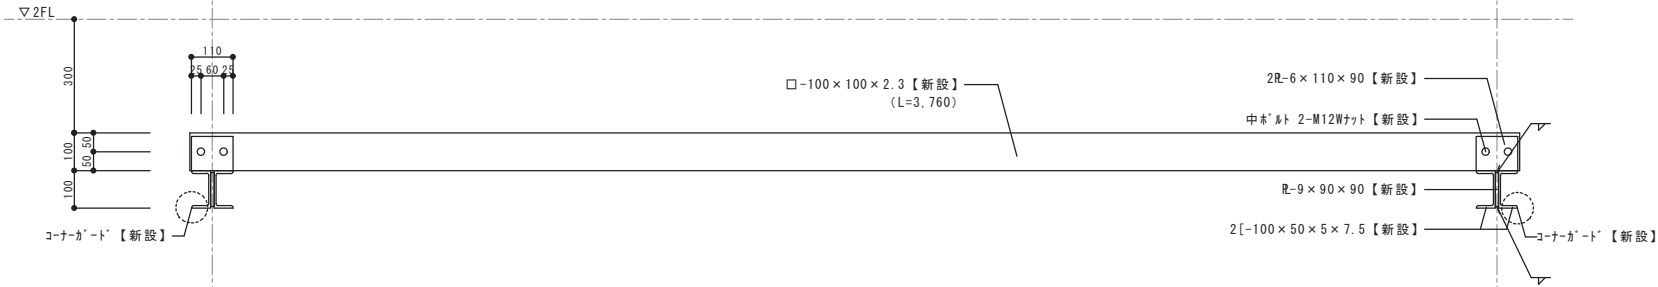 ▽2FL
110
25 60 25
300
100
50
50
100
□-100×100×2.3【新設】
(L=3,760)
2PL-6×110×90【新設】
中ボルト 2-M12Wナット【新設】
PL-9×90×90【新設】
2[-100×50×5×7.5【新設】
コーナーガード【新設】
コーナーガード【新設】